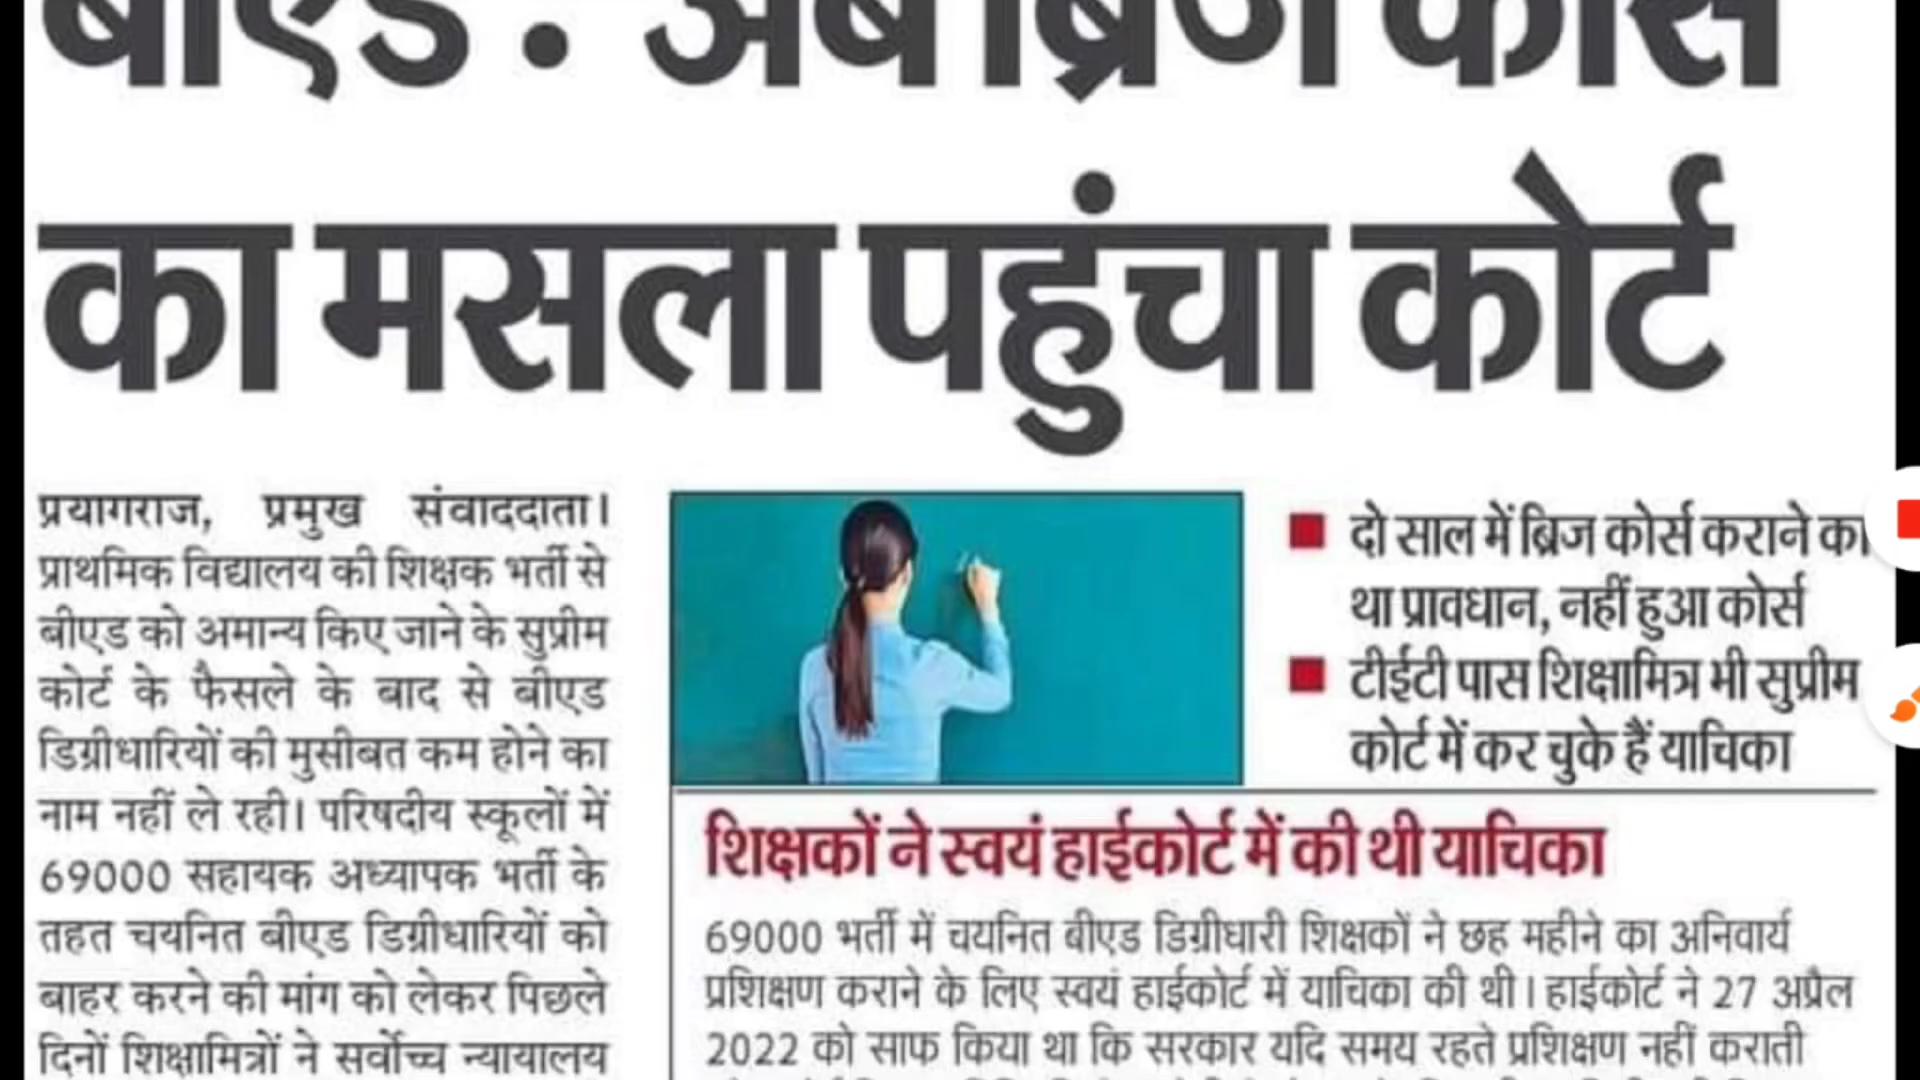 बीएड : अब ब्रिज कोर्स
का मसला पहुंचा कोर्ट
प्रयागराज, प्रमुख संवाददाता।
प्राथमिक विद्यालय की शिक्षक भर्ती से
बीएड को अमान्य किए जाने के सुप्रीम
कोर्ट के फैसले के बाद से बीएड
डिग्रीधारियों की मुसीबत कम होने का
नाम नहीं ले रही। परिषदीय स्कूलों में
69000 सहायक अध्यापक भर्ती के
तहत चयनित बीएड डिग्रीधारियों को
बाहर करने की मांग को लेकर पिछले
दिनों शिक्षामित्रों ने सर्वोच्च न्यायालय
दो साल में ब्रिज कोर्स कराने का
था प्रावधान, नहीं हुआ कोर्स
टीईटी पास शिक्षामित्र भी सुप्रीम
कोर्ट में कर चुके हैं याचिका
शिक्षकों ने स्वयं हाईकोर्ट में की थी याचिका
69000 भर्ती में चयनित बीएड डिग्रीधारी शिक्षकों ने छह महीने का अनिवार्य
प्रशिक्षण कराने के लिए स्वयं हाईकोर्ट में याचिका की थी। हाईकोर्ट ने 27 अप्रैल
2022 को साफ किया था कि सरकार यदि समय रहते प्रशिक्षण नहीं कराती